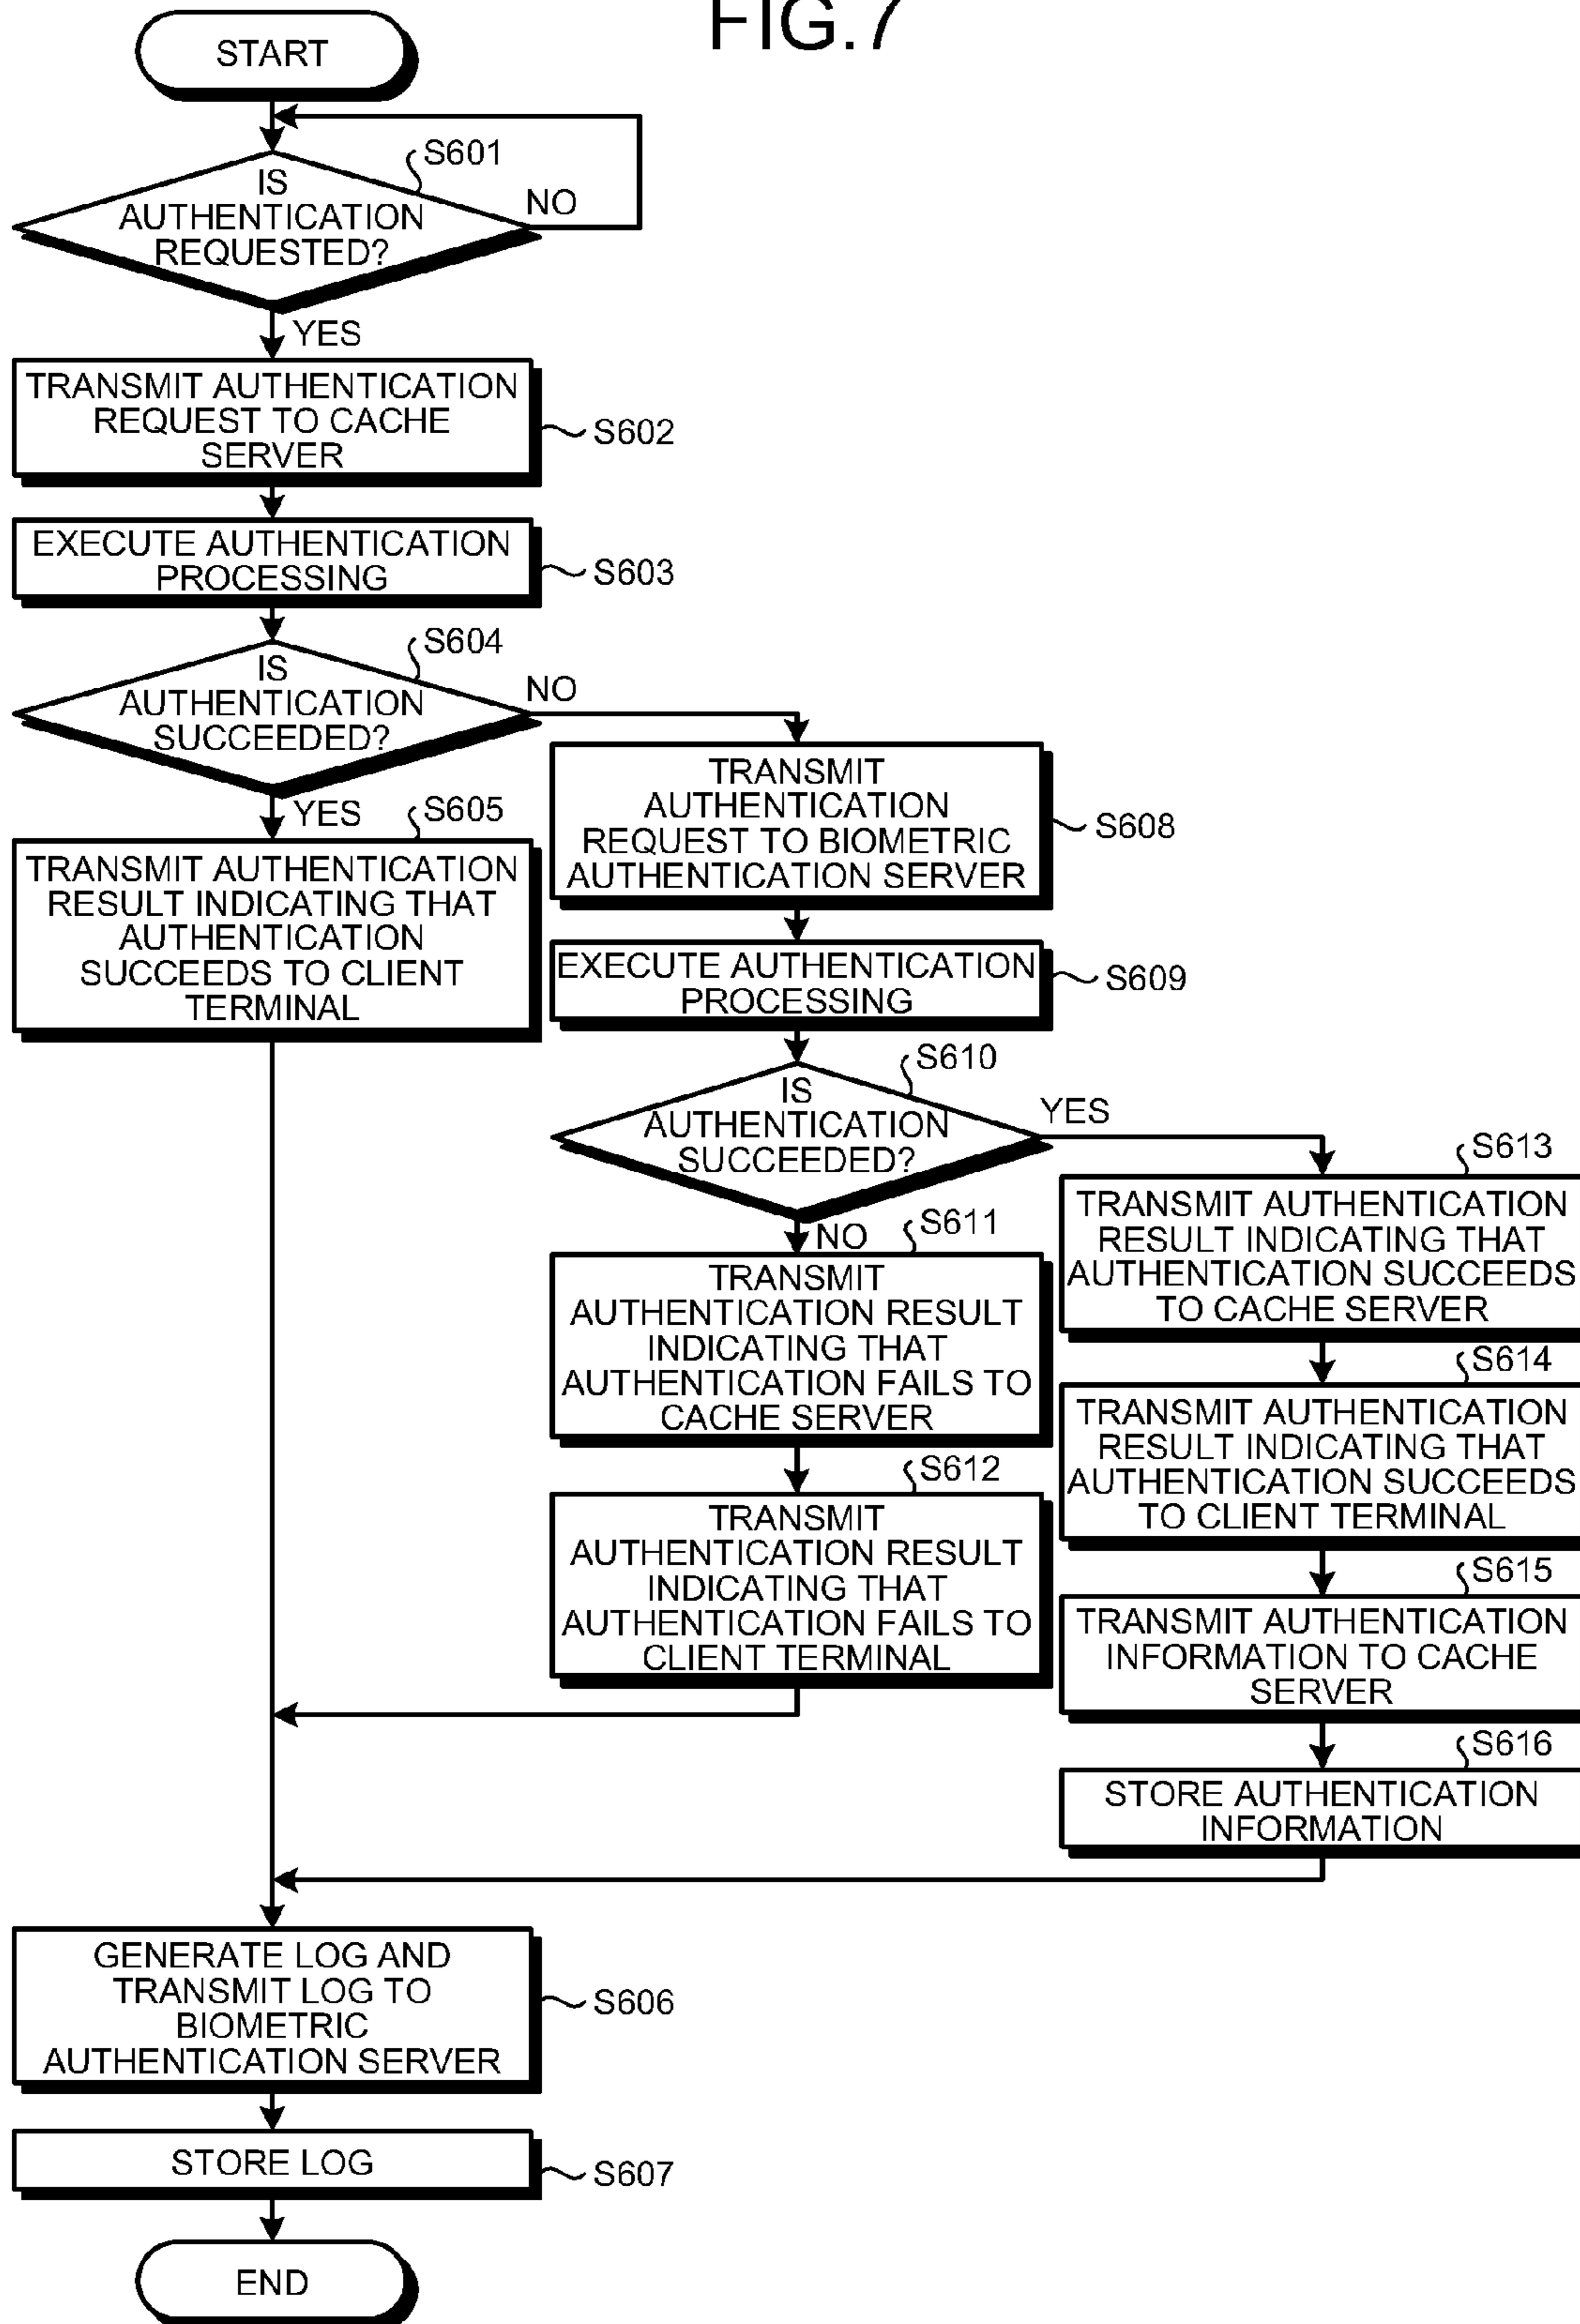 FIG.7
START
S601
IS
AUTHENTICATION
REQUESTED?
NO
YES
TRANSMIT AUTHENTICATION
REQUEST TO CACHE
SERVER
S602
EXECUTE AUTHENTICATION
PROCESSING
S603
S604
IS
AUTHENTICATION
SUCCEEDED?
NO
YES
S605
TRANSMIT AUTHENTICATION
RESULT INDICATING THAT
AUTHENTICATION
SUCCEEDS TO CLIENT
TERMINAL
TRANSMIT
AUTHENTICATION
REQUEST TO BIOMETRIC
AUTHENTICATION SERVER
S608
EXECUTE AUTHENTICATION
PROCESSING
S609
S610
IS
AUTHENTICATION
SUCCEEDED?
YES
NO
S611
TRANSMIT
AUTHENTICATION RESULT
INDICATING THAT
AUTHENTICATION FAILS TO
CACHE SERVER
S612
TRANSMIT
AUTHENTICATION RESULT
INDICATING THAT
AUTHENTICATION FAILS TO
CLIENT TERMINAL
S613
TRANSMIT AUTHENTICATION
RESULT INDICATING THAT
AUTHENTICATION SUCCEEDS
TO CACHE SERVER
S614
TRANSMIT AUTHENTICATION
RESULT INDICATING THAT
AUTHENTICATION SUCCEEDS
TO CLIENT TERMINAL
S615
TRANSMIT AUTHENTICATION
INFORMATION TO CACHE
SERVER
S616
STORE AUTHENTICATION
INFORMATION
GENERATE LOG AND
TRANSMIT LOG TO
BIOMETRIC
AUTHENTICATION SERVER
S606
STORE LOG
S607
END